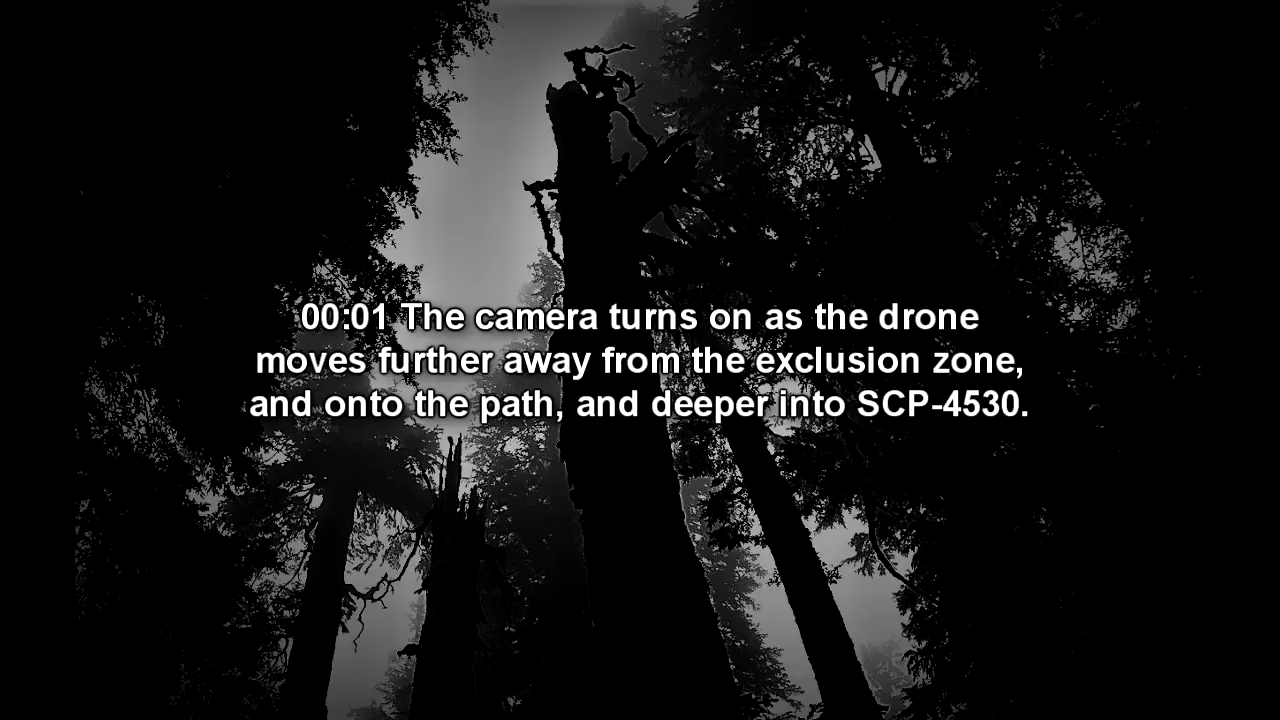 00:01 The camera turns on as the drone
moves further away from the exclusion zone,
and onto the path, and deeper into SCP-4530.